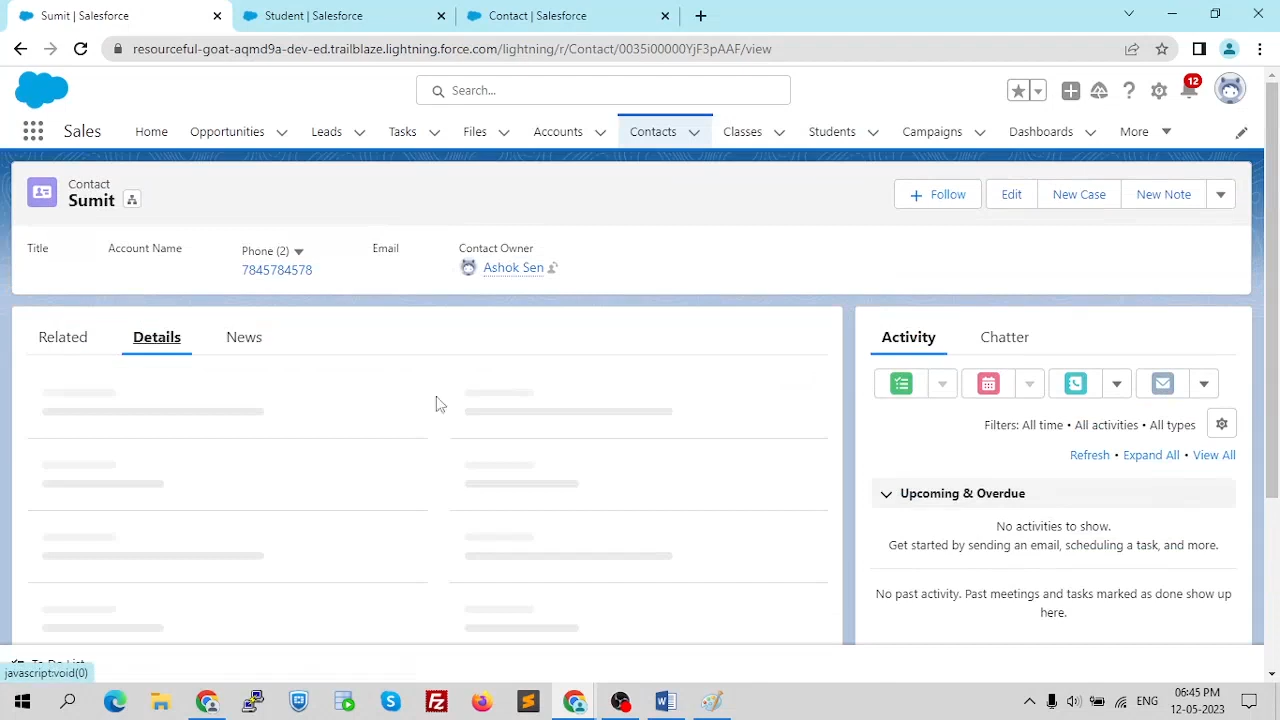 Sumit | Salesforce
Student | Salesforce
Contact | Salesforce
resourceful-goat-aqmd9a-dev-ed.trailblaze.lightning.force.com/lightning/r/Contact/0035i00000YjF3pAAF/view
Search...
12
Sales
Home
Opportunities
Leads
Tasks
Files
Accounts
Contacts
Classes
Students
Campaigns
Dashboards
More
Contact
Sumit
Follow
Edit
New Case
New Note
Title
Account Name
Phone (2)
Email
Contact Owner
7845784578
Ashok Sen
Related
Details
News
Activity
Chatter
Filters: All time • All activities • All types
Refresh • Expand All • View All
Upcoming & Overdue
No activities to show.
Get started by sending an email, scheduling a task, and more.
No past activity. Past meetings and tasks marked as done show up
here.
To Do List
javascript:void(0)
ENG
06:45 PM
12-05-2023